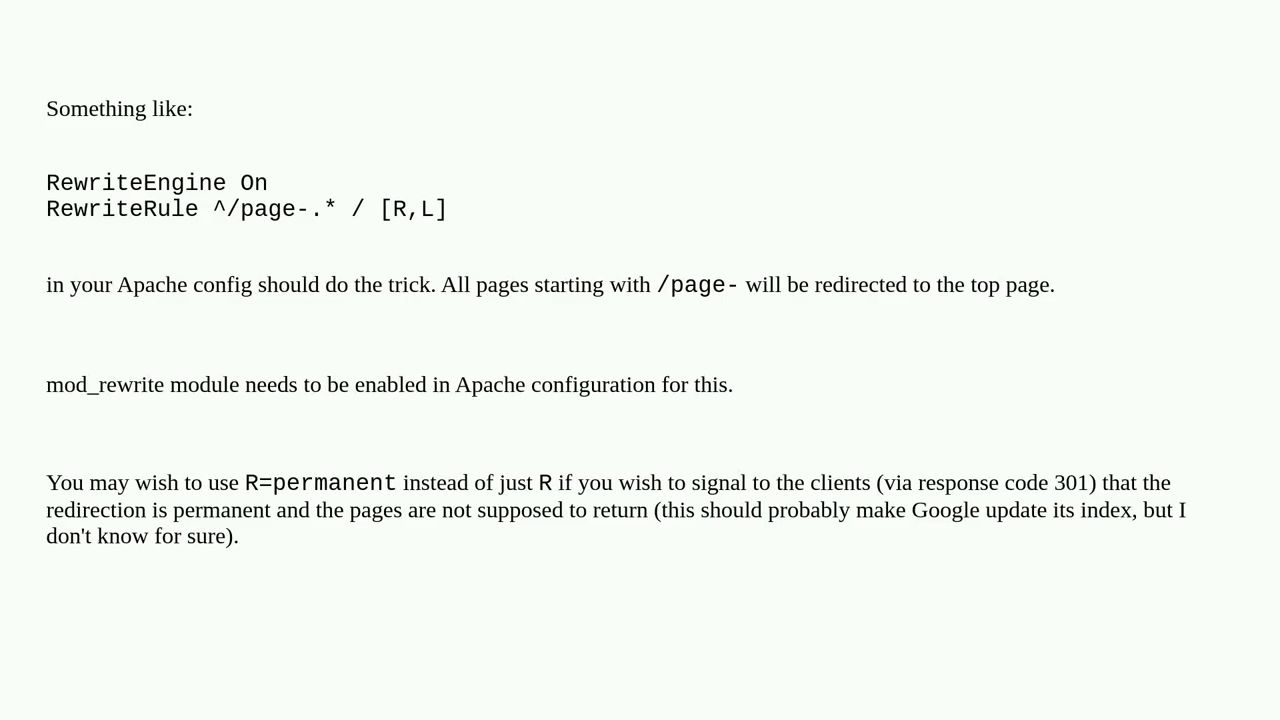 Something like:
RewriteEngine On
RewriteRule ^/page-.* / [R,L]
in your Apache config should do the trick. All pages starting with /page- will be redirected to the top page.
mod_rewrite module needs to be enabled in Apache configuration for this.
You may wish to use R=permanent instead of just R if you wish to signal to the clients (via response code 301) that the
redirection is permanent and the pages are not supposed to return (this should probably make Google update its index, but I
don't know for sure).